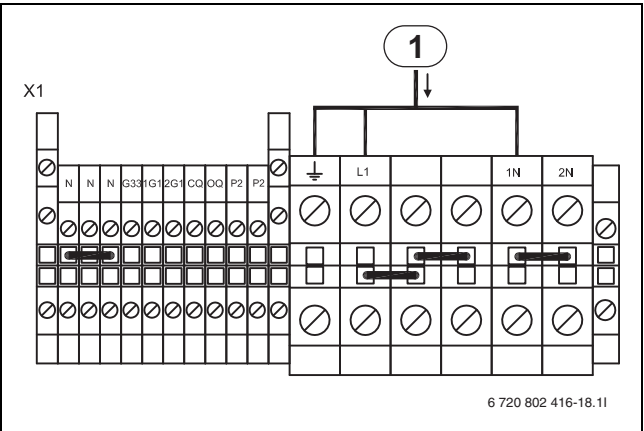 1
X1
N N N G33 1G1 2G1 CQ OQ P2 P2
L1 1N 2N
6 720 802 416-18.1I